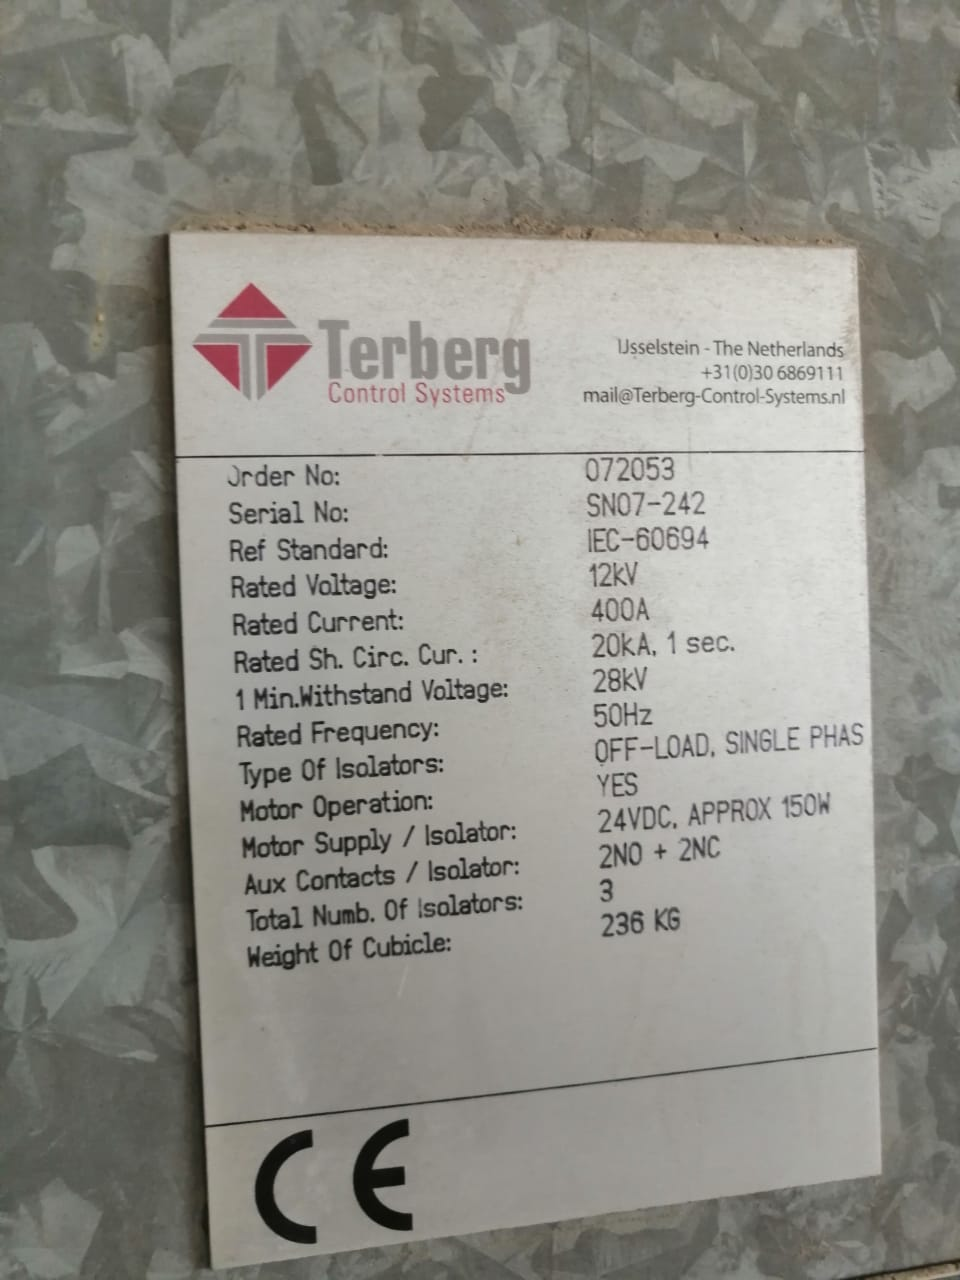 Terberg
Control Systems
IJsselstein - The Netherlands
+31(0)30 6869111
mail@Terberg-Control-Systems.nl
Order No: 072053
Serial No: SN07-242
Ref Standard: IEC-60694
Rated Voltage: 12kV
Rated Current: 400A
Rated Sh. Circ. Cur. : 20kA, 1 sec.
1 Min.Withstand Voltage: 28kV
Rated Frequency: 50Hz
Type Of Isolators: OFF-LOAD, SINGLE PHAS
Motor Operation: YES
Motor Supply / Isolator: 24VDC, APPROX 150W
Aux Contacts / Isolator: 2NO + 2NC
Total Numb. Of Isolators: 3
Weight Of Cubicle: 236 KG
CE